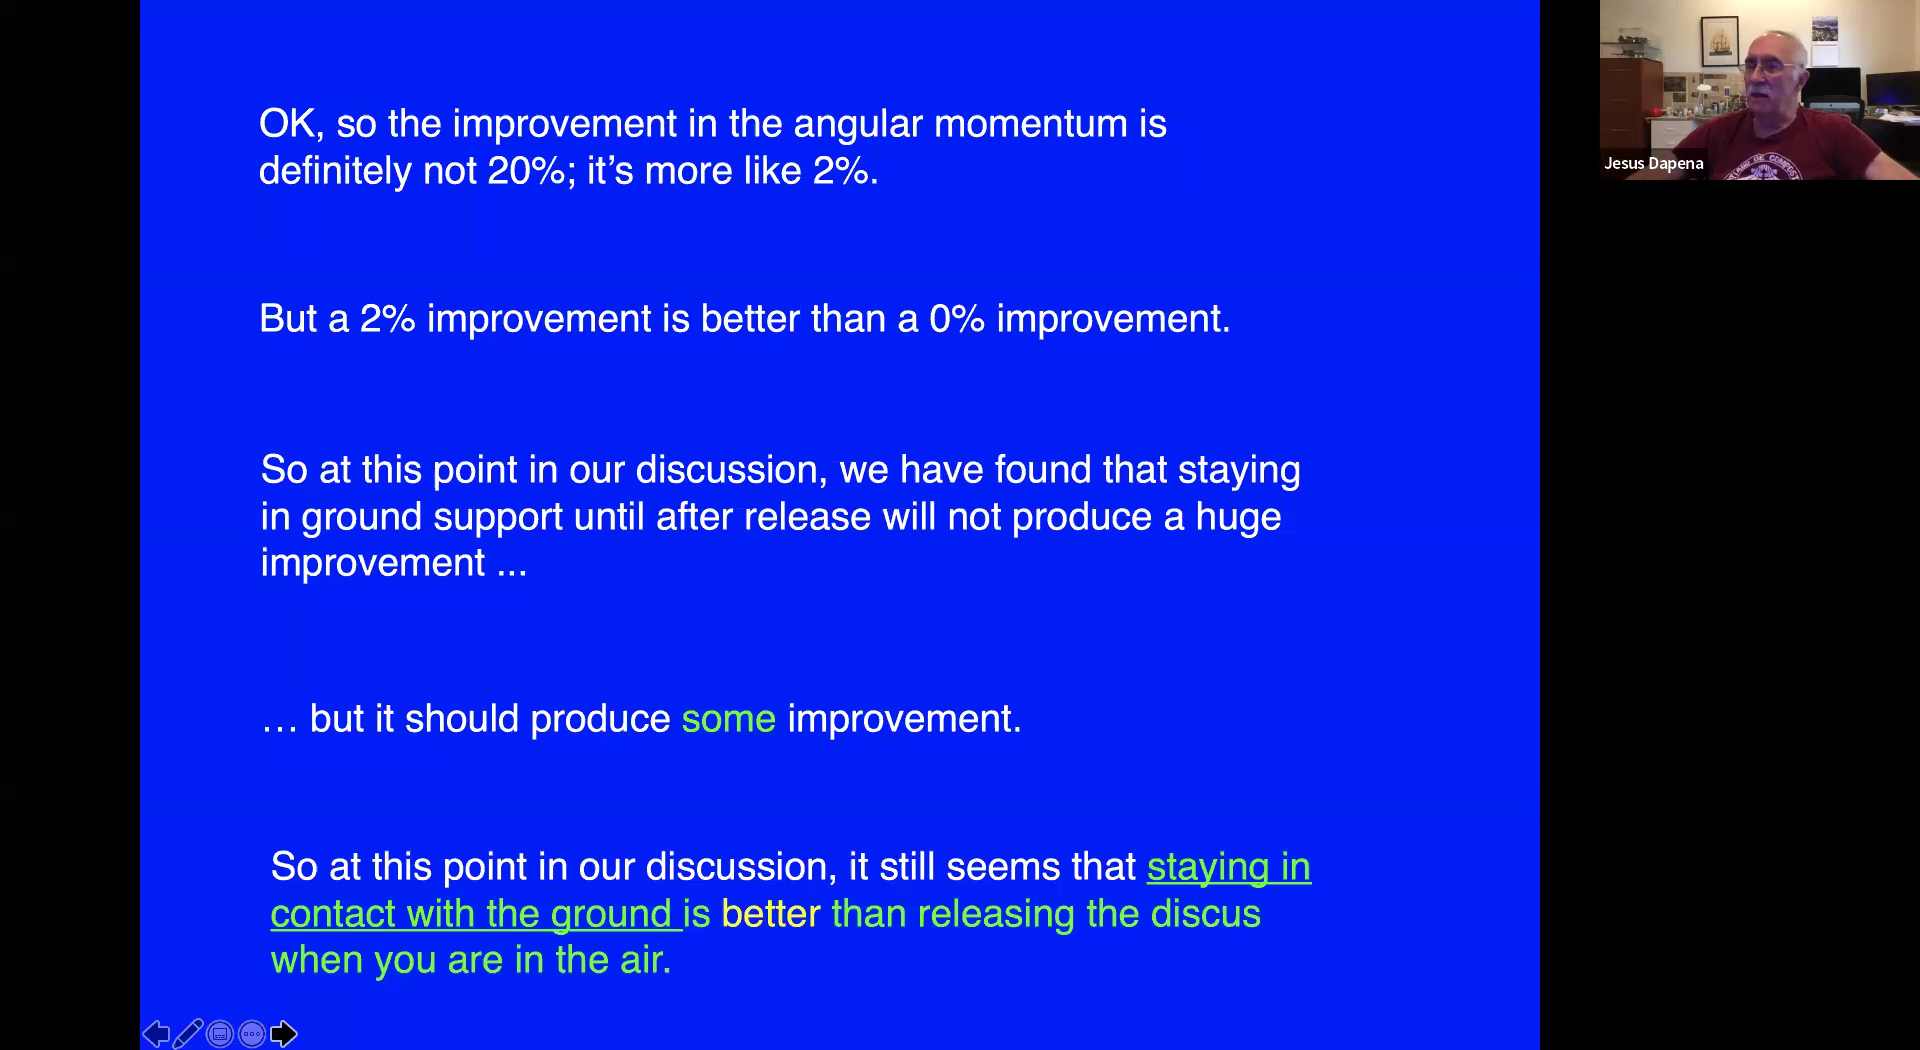 OK, so the improvement in the angular momentum is
definitely not 20%; it’s more like 2%.
But a 2% improvement is better than a 0% improvement.
So at this point in our discussion, we have found that staying
in ground support until after release will not produce a huge
improvement ...
… but it should produce some improvement.
So at this point in our discussion, it still seems that staying in
contact with the ground is better than releasing the discus
when you are in the air.
Jesus Dapena